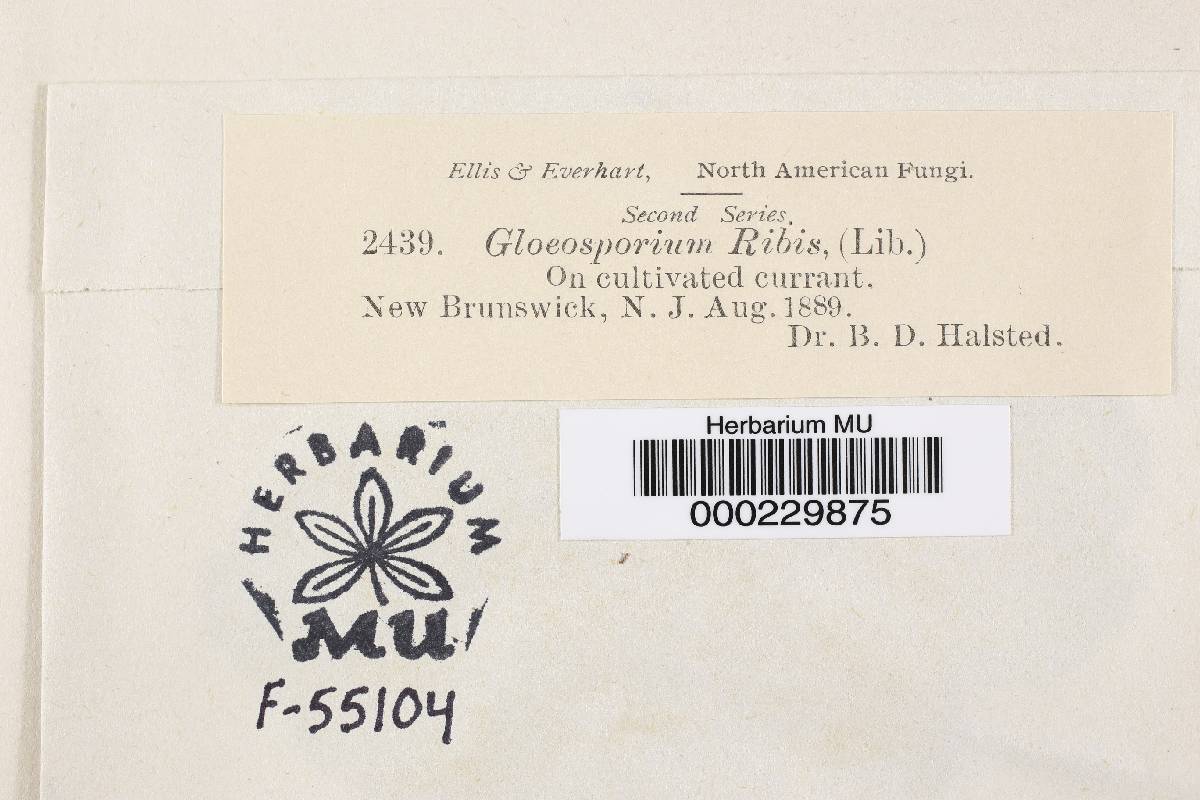 Ellis & Everhart, North American Fungi.
Second Series.
2439. Gloeosporium Ribis, (Lib.)
On cultivated currant.
New Brunswick, N. J. Aug. 1889.
Dr. B. D. Halsted.
Herbarium MU
000229875
HERBARIUM
MU
F-55104